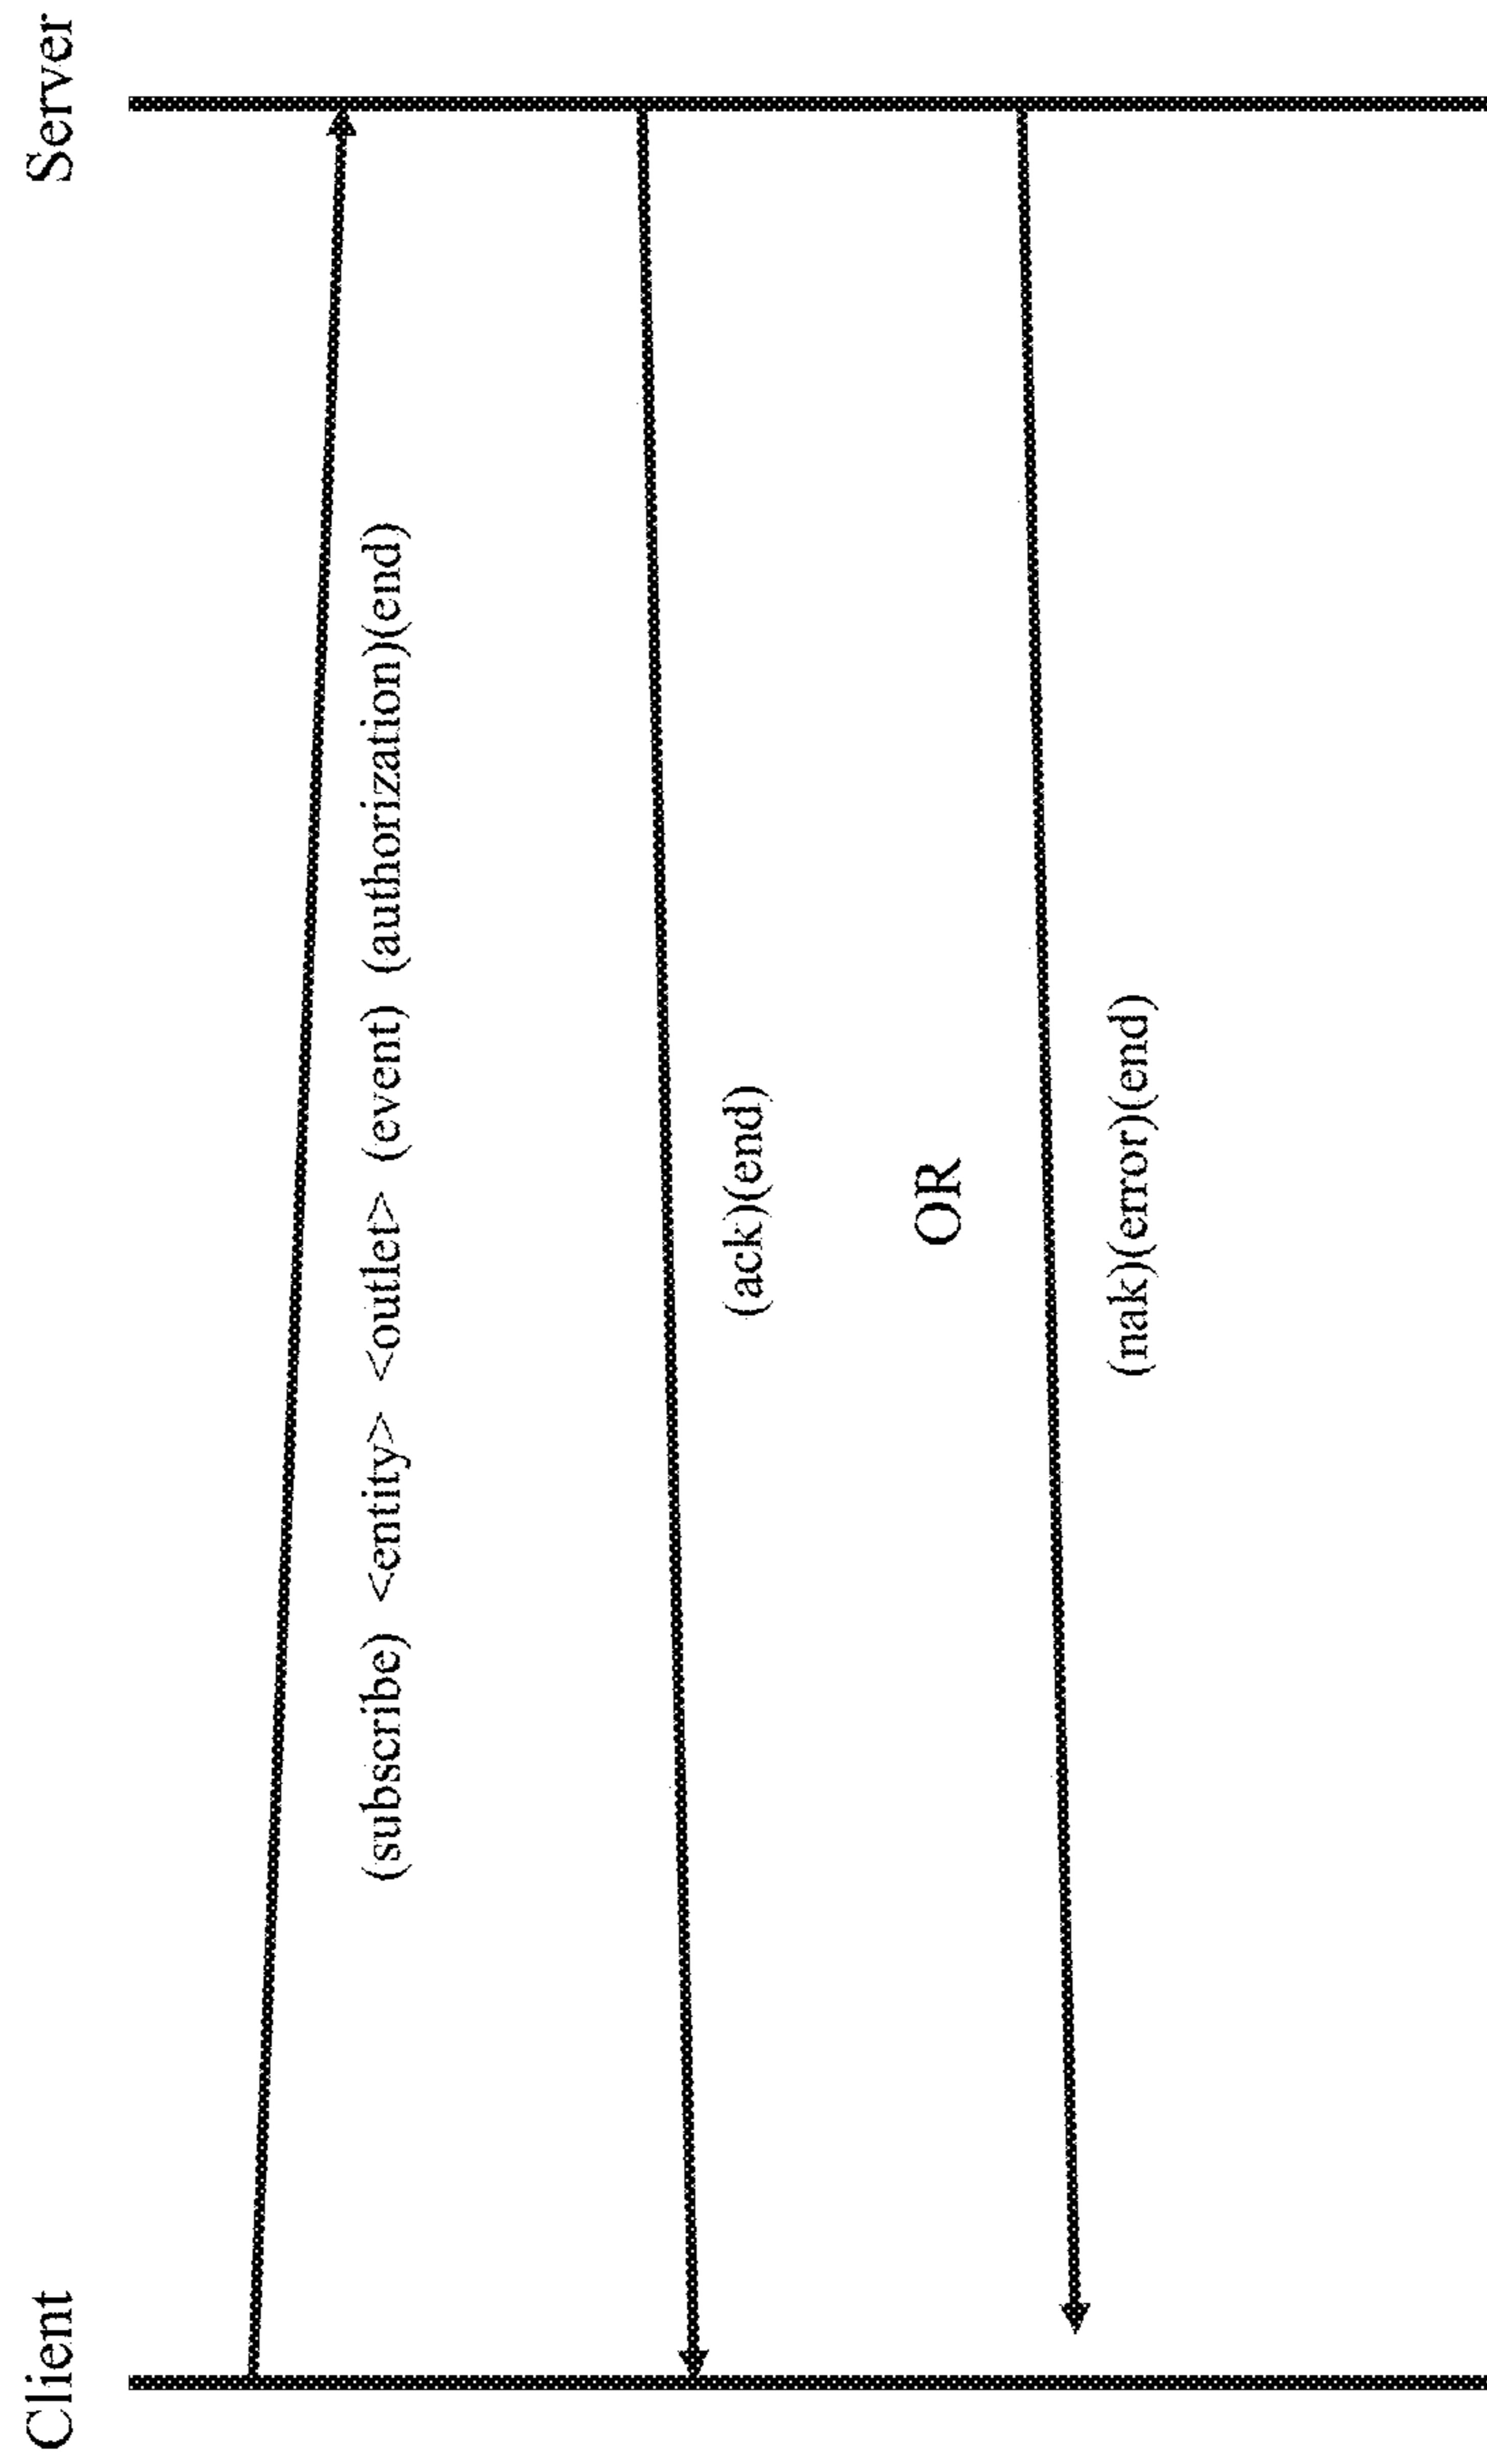 Client
Server
(subscribe) <entity> <outlet> (event) (authorization)(end)
(ack)(end)
OR
(nak)(error)(end)